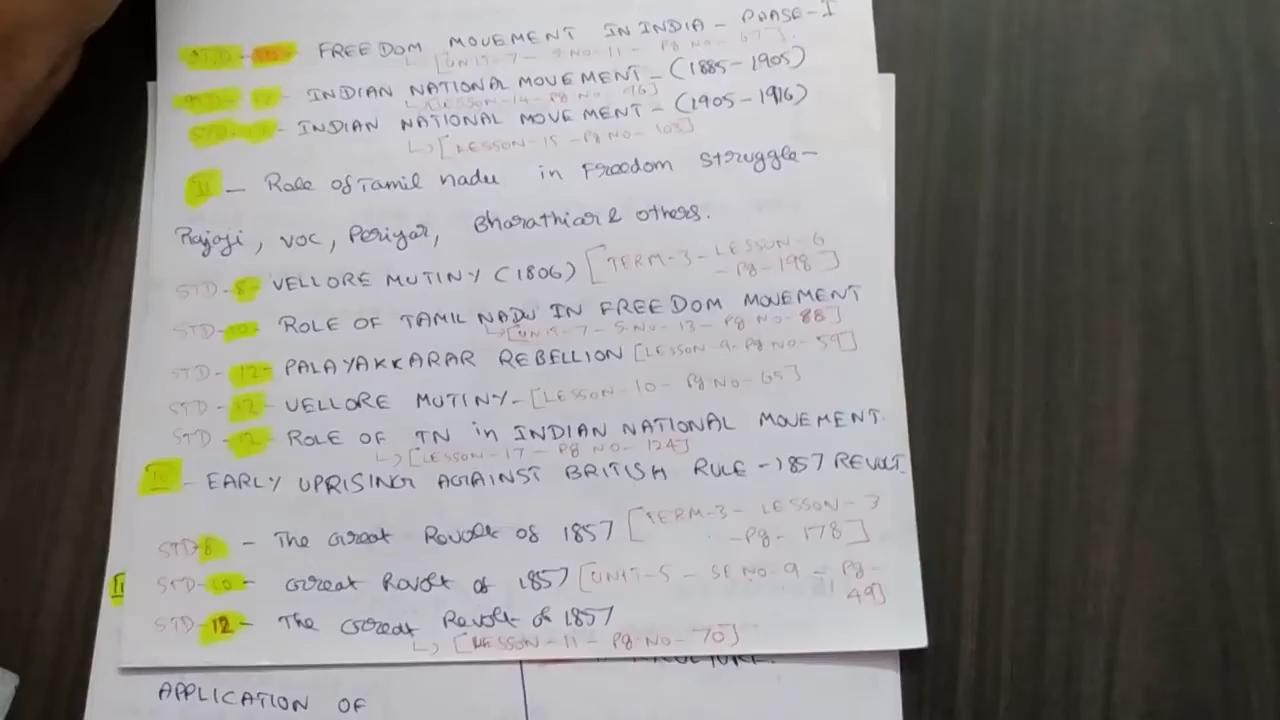 STD-10- FREEDOM MOVEMENT IN INDIA - PHASE-I
[UNIT-7- S.NO-11- Pg NO-67]
STD-12- INDIAN NATIONAL MOVEMENT - (1885-1905)
[LESSON-14-Pg NO-96]
STD-12- INDIAN NATIONAL MOVEMENT - (1905-1916)
[LESSON-15-Pg NO-103]
II - Role of Tamil nadu in Freedom Struggle-
Rajaji, VOC, Periyar, Bharathiar & others.
STD-8- VELLORE MUTINY (1806) [TERM-3-LESSON-6
-Pg-198]
STD-10- ROLE OF TAMIL NADU IN FREEDOM MOVEMENT
[UNIT-7-S.NO-13-Pg NO-88]
STD-12- PALAYAKKARAR REBELLION [LESSON-9-Pg NO-59]
STD-12- VELLORE MUTINY-[LESSON-10-Pg NO-65]
STD-12- ROLE OF TN in INDIAN NATIONAL MOVEMENT.
[LESSON-17-Pg NO-124]
- EARLY UPRISING AGAINST BRITISH RULE -1857 REVOLT.
STD-8 - The Great Revolt of 1857 [TERM-3-LESSON-3
-Pg-178]
STD-10- Great Revolt of 1857 [UNIT-5-SE NO-9-Pg-
49]
STD-12- The Great Revolt of 1857
[LESSON-11-Pg NO-70]
APPLICATION OF